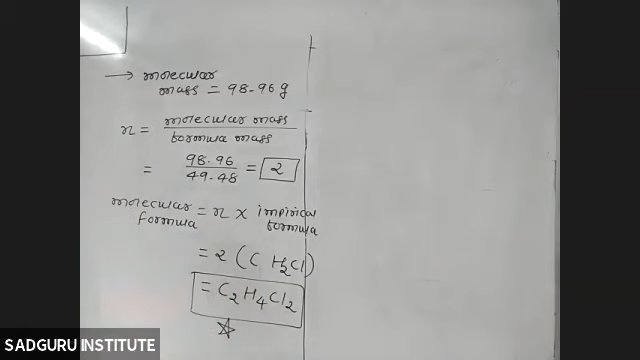 → molecular
mass = 98.96 g
n = molecular mass / formula mass
= 98.96 / 49.48 = 2
molecular formula = n × impirical formula
= 2 ( C H2Cl )
= C2H4Cl2
SADGURU INSTITUTE